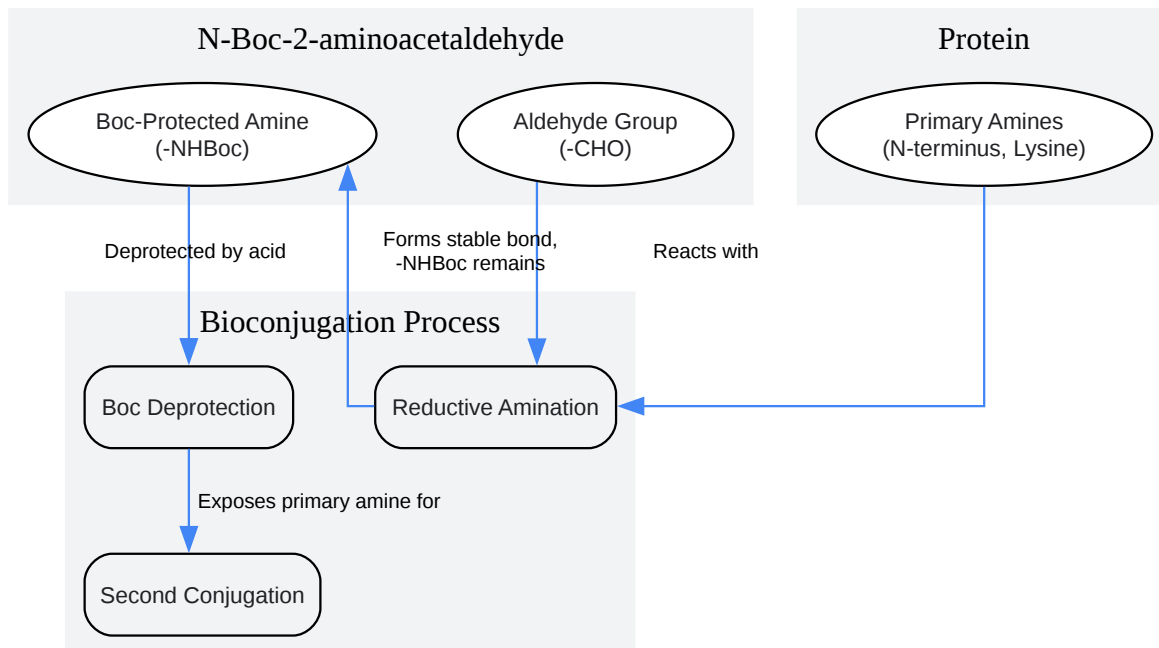 N-Boc-2-aminoacetaldehyde
Protein
Boc-Protected Amine
(-NHBoc)
Aldehyde Group
(-CHO)
Primary Amines
(N-terminus, Lysine)
Deprotected by acid
Forms stable bond,
-NHBoc remains
Reacts with
Bioconjugation Process
Boc Deprotection
Reductive Amination
Exposes primary amine for
Second Conjugation